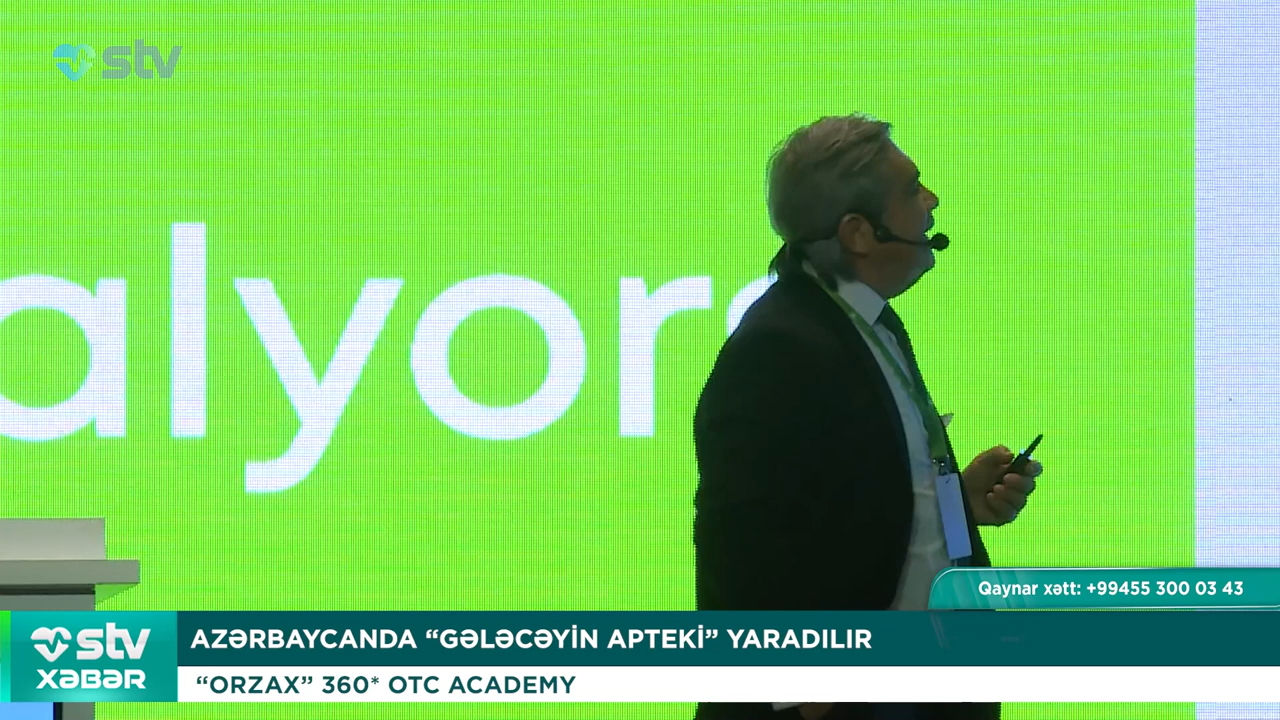 stv
alyor
Qaynar xətt: +99455 300 03 43
stv
XƏBƏR
AZƏRBAYCANDA “GƏLƏCƏYİN APTEKİ” YARADILIR
“ORZAX” 360* OTC ACADEMY